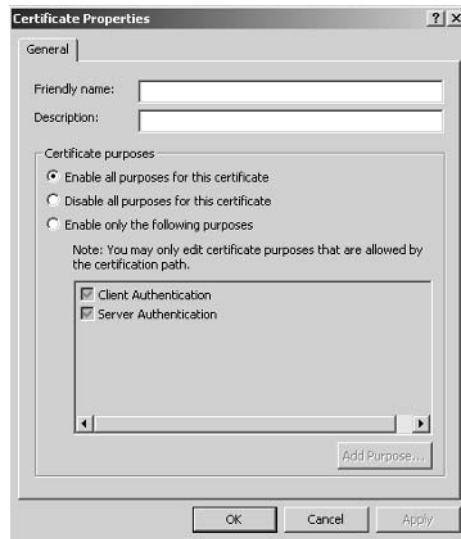 Certificate Properties
General
Friendly name:
Description:
Certificate purposes
Enable all purposes for this certificate
Disable all purposes for this certificate
Enable only the following purposes
Note: You may only edit certificate purposes that are allowed by
the certification path.
Client Authentication
Server Authentication
Add Purpose...
OK Cancel Apply